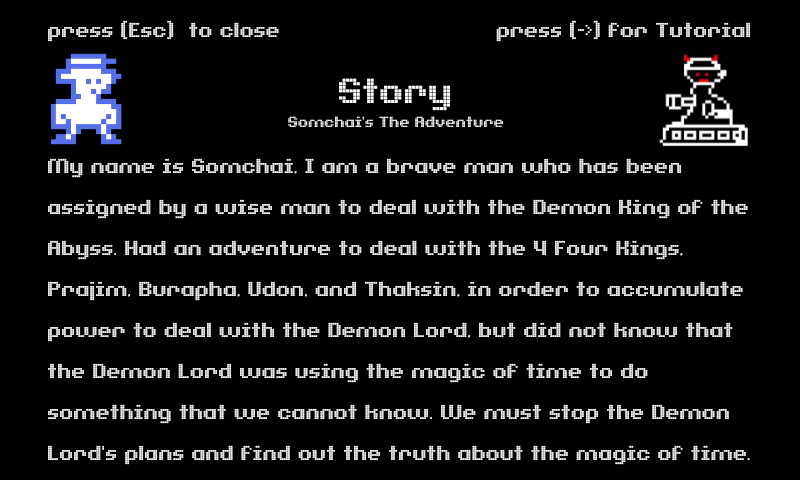 press (Esc) to close
press (->) for Tutorial
Story
Somchai's The Adventure
My name is Somchai, I am a brave man who has been
assigned by a wise man to deal with the Demon King of the
Abyss. Had an adventure to deal with the 4 Four Kings,
Prajim, Burapha, Udon, and Thaksin, in order to accumulate
power to deal with the Demon Lord, but did not know that
the Demon Lord was using the magic of time to do
something that we cannot know. We must stop the Demon
Lord's plans and find out the truth about the magic of time.